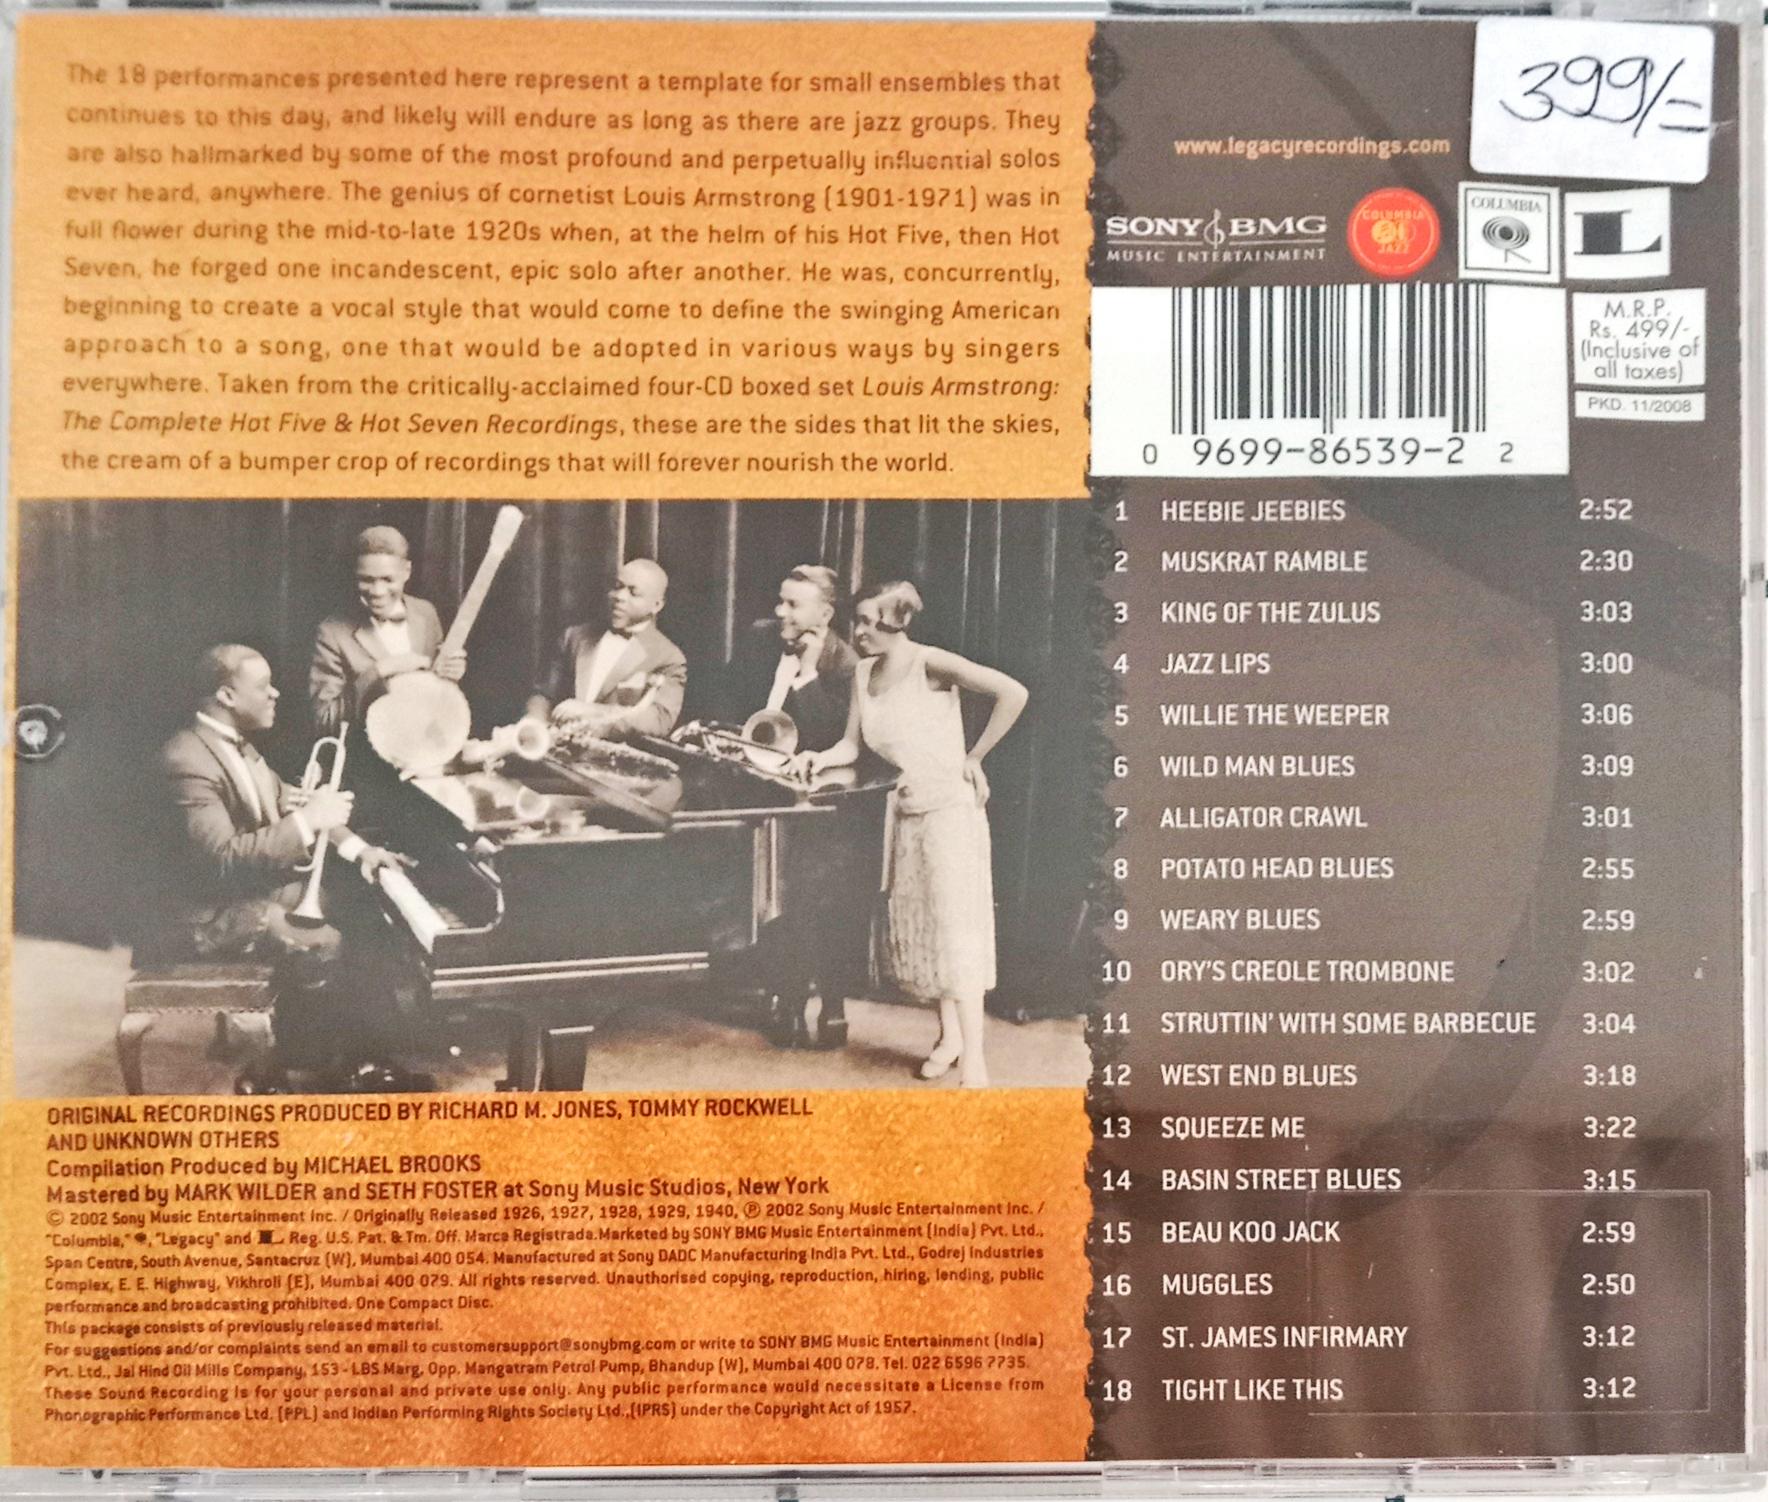 The 18 performances presented here represent a template for small ensembles that
continues to this day, and likely will endure as long as there are jazz groups. They
are also hallmarked by some of the most profound and perpetually influential solos
ever heard, anywhere. The genius of cornetist Louis Armstrong (1901-1971) was in
full flower during the mid-to-late 1920s when, at the helm of his Hot Five, then Hot
Seven, he forged one incandescent, epic solo after another. He was, concurrently,
beginning to create a vocal style that would come to define the swinging American
approach to a song, one that would be adopted in various ways by singers
everywhere. Taken from the critically-acclaimed four-CD boxed set Louis Armstrong:
The Complete Hot Five & Hot Seven Recordings, these are the sides that lit the skies,
the cream of a bumper crop of recordings that will forever nourish the world.
ORIGINAL RECORDINGS PRODUCED BY RICHARD M. JONES, TOMMY ROCKWELL
AND UNKNOWN OTHERS
Compilation Produced by MICHAEL BROOKS
Mastered by MARK WILDER and SETH FOSTER at Sony Music Studios, New York
© 2002 Sony Music Entertainment Inc. / Originally Released 1926, 1927, 1928, 1929, 1940, ℗ 2002 Sony Music Entertainment Inc. /
"Columbia," , "Legacy" and L Reg. U.S. Pat. & Tm. Off. Marca Registrada.Marketed by SONY BMG Music Entertainment (India) Pvt. Ltd.,
Span Centre, South Avenue, Santacruz (W), Mumbai 400 054. Manufactured at Sony DADC Manufacturing India Pvt. Ltd., Godrej Industries
Complex, E. E. Highway, Vikhroli (E), Mumbai 400 079. All rights reserved. Unauthorised copying, reproduction, hiring, lending, public
performance and broadcasting prohibited. One Compact Disc.
This package consists of previously released material.
For suggestions and/or complaints send an email to customersupport@sonybmg.com or write to SONY BMG Music Entertainment (India)
Pvt. Ltd., Jai Hind Oil Mills Company, 153 - LBS Marg, Opp. Mangatram Petrol Pump, Bhandup (W), Mumbai 400 078. Tel. 022 6596 7735.
These Sound Recording is for your personal and private use only. Any public performance would necessitate a License from
Phonographic Performance Ltd. (PPL) and Indian Performing Rights Society Ltd.,(IPRS) under the Copyright Act of 1957.
399/=
www.legacyrecordings.com
SONY BMG
MUSIC ENTERTAINMENT
COLUMBIA
JAZZ
COLUMBIA
L
M.R.P.
Rs. 499/-
(Inclusive of
all taxes)
PKD. 11/2008
0 9699-86539-2 2
1 HEEBIE JEEBIES 2:52
2 MUSKRAT RAMBLE 2:30
3 KING OF THE ZULUS 3:03
4 JAZZ LIPS 3:00
5 WILLIE THE WEEPER 3:06
6 WILD MAN BLUES 3:09
7 ALLIGATOR CRAWL 3:01
8 POTATO HEAD BLUES 2:55
9 WEARY BLUES 2:59
10 ORY'S CREOLE TROMBONE 3:02
11 STRUTTIN' WITH SOME BARBECUE 3:04
12 WEST END BLUES 3:18
13 SQUEEZE ME 3:22
14 BASIN STREET BLUES 3:15
15 BEAU KOO JACK 2:59
16 MUGGLES 2:50
17 ST. JAMES INFIRMARY 3:12
18 TIGHT LIKE THIS 3:12